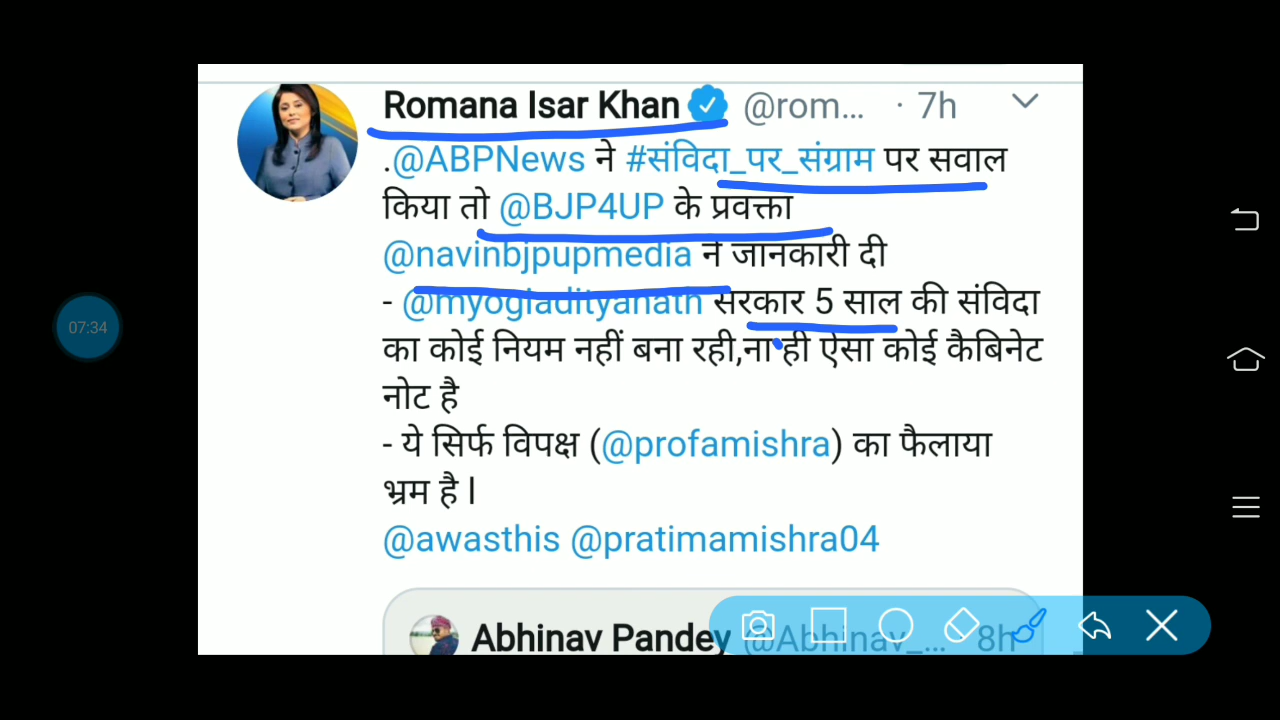 Romana Isar Khan @rom... · 7h
.@ABPNews ने #संविदा_पर_संग्राम पर सवाल
किया तो @BJP4UP के प्रवक्ता
@navinbjpupmedia ने जानकारी दी
- @myogiadityanath सरकार 5 साल की संविदा
का कोई नियम नहीं बना रही,ना ही ऐसा कोई कैबिनेट
नोट है
- ये सिर्फ विपक्ष (@profamishra) का फैलाया
भ्रम है l
@awasthis @pratimamishra04
Abhinav Pandey @Abhinav_... 8h
07:34